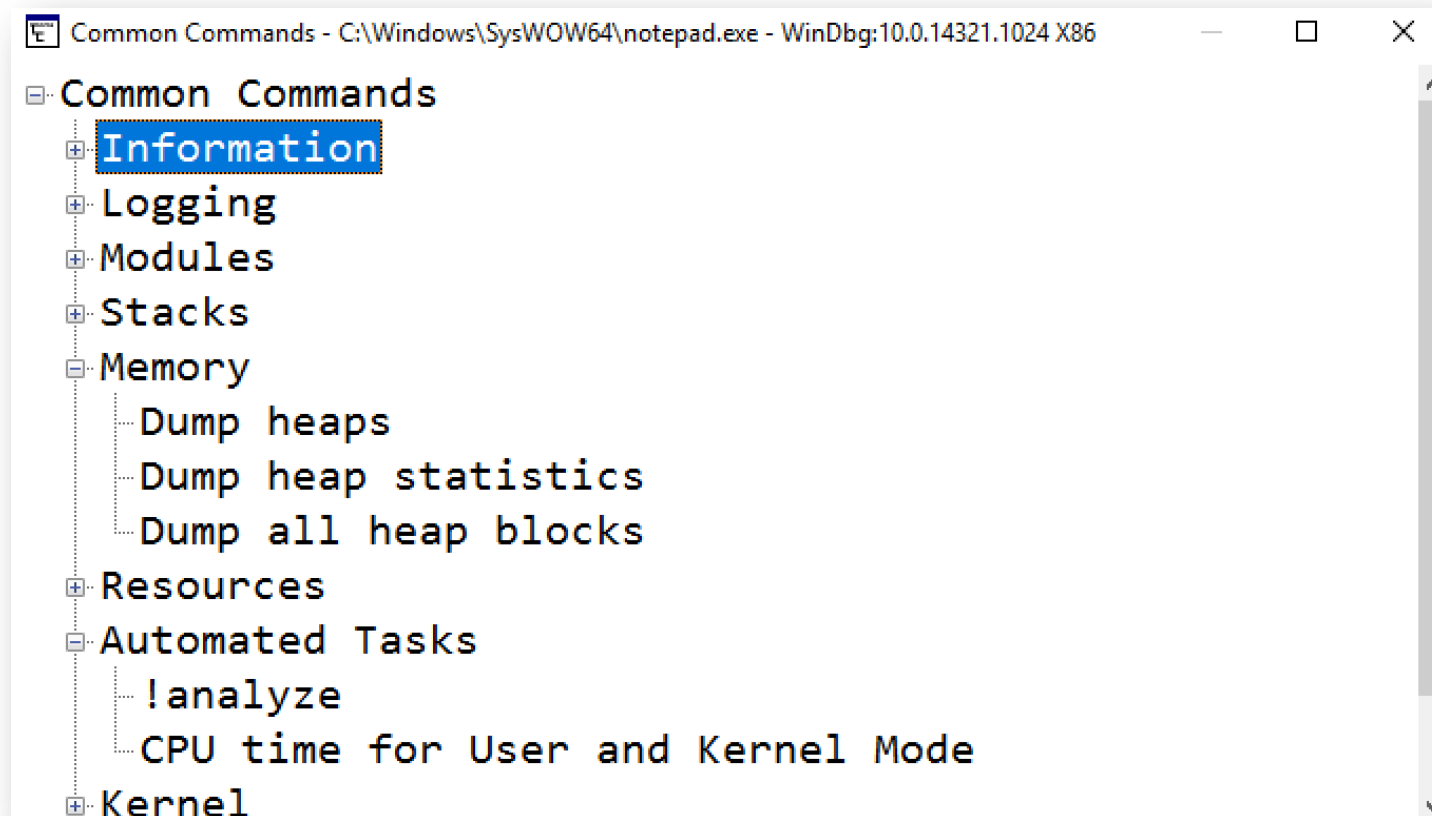 Common Commands - C:\Windows\SysWOW64\notepad.exe - WinDbg:10.0.14321.1024 X86
Common Commands
Information
Logging
Modules
Stacks
Memory
Dump heaps
Dump heap statistics
Dump all heap blocks
Resources
Automated Tasks
!analyze
CPU time for User and Kernel Mode
Kernel